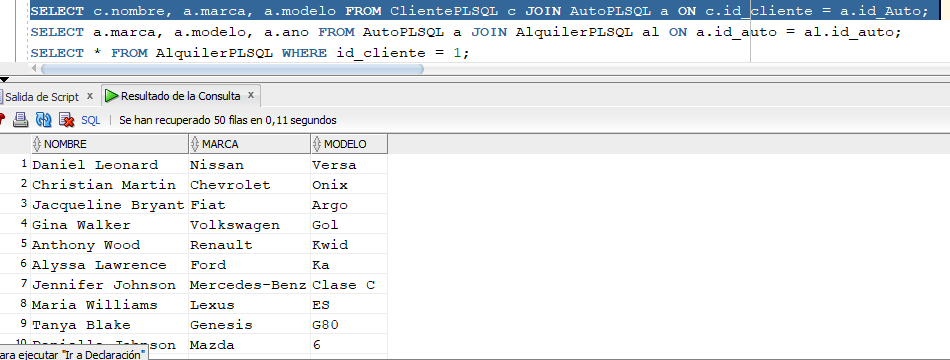 SELECT c.nombre, a.marca, a.modelo FROM ClientePLSQL c JOIN AutoPLSQL a ON c.id_cliente = a.id_Auto;
SELECT a.marca, a.modelo, a.ano FROM AutoPLSQL a JOIN AlquilerPLSQL al ON a.id_auto = al.id_auto;
SELECT * FROM AlquilerPLSQL WHERE id_cliente = 1;
Salida de Script x Resultado de la Consulta x
SQL | Se han recuperado 50 filas en 0,11 segundos
NOMBRE MARCA MODELO
1 Daniel Leonard Nissan Versa
2 Christian Martin Chevrolet Onix
3 Jacqueline Bryant Fiat Argo
4 Gina Walker Volkswagen Gol
5 Anthony Wood Renault Kwid
6 Alyssa Lawrence Ford Ka
7 Jennifer Johnson Mercedes-Benz Clase C
8 Maria Williams Lexus ES
9 Tanya Blake Genesis G80
10 Danielle Johnson Mazda 6
ara ejecutar "Ir a Declaración"